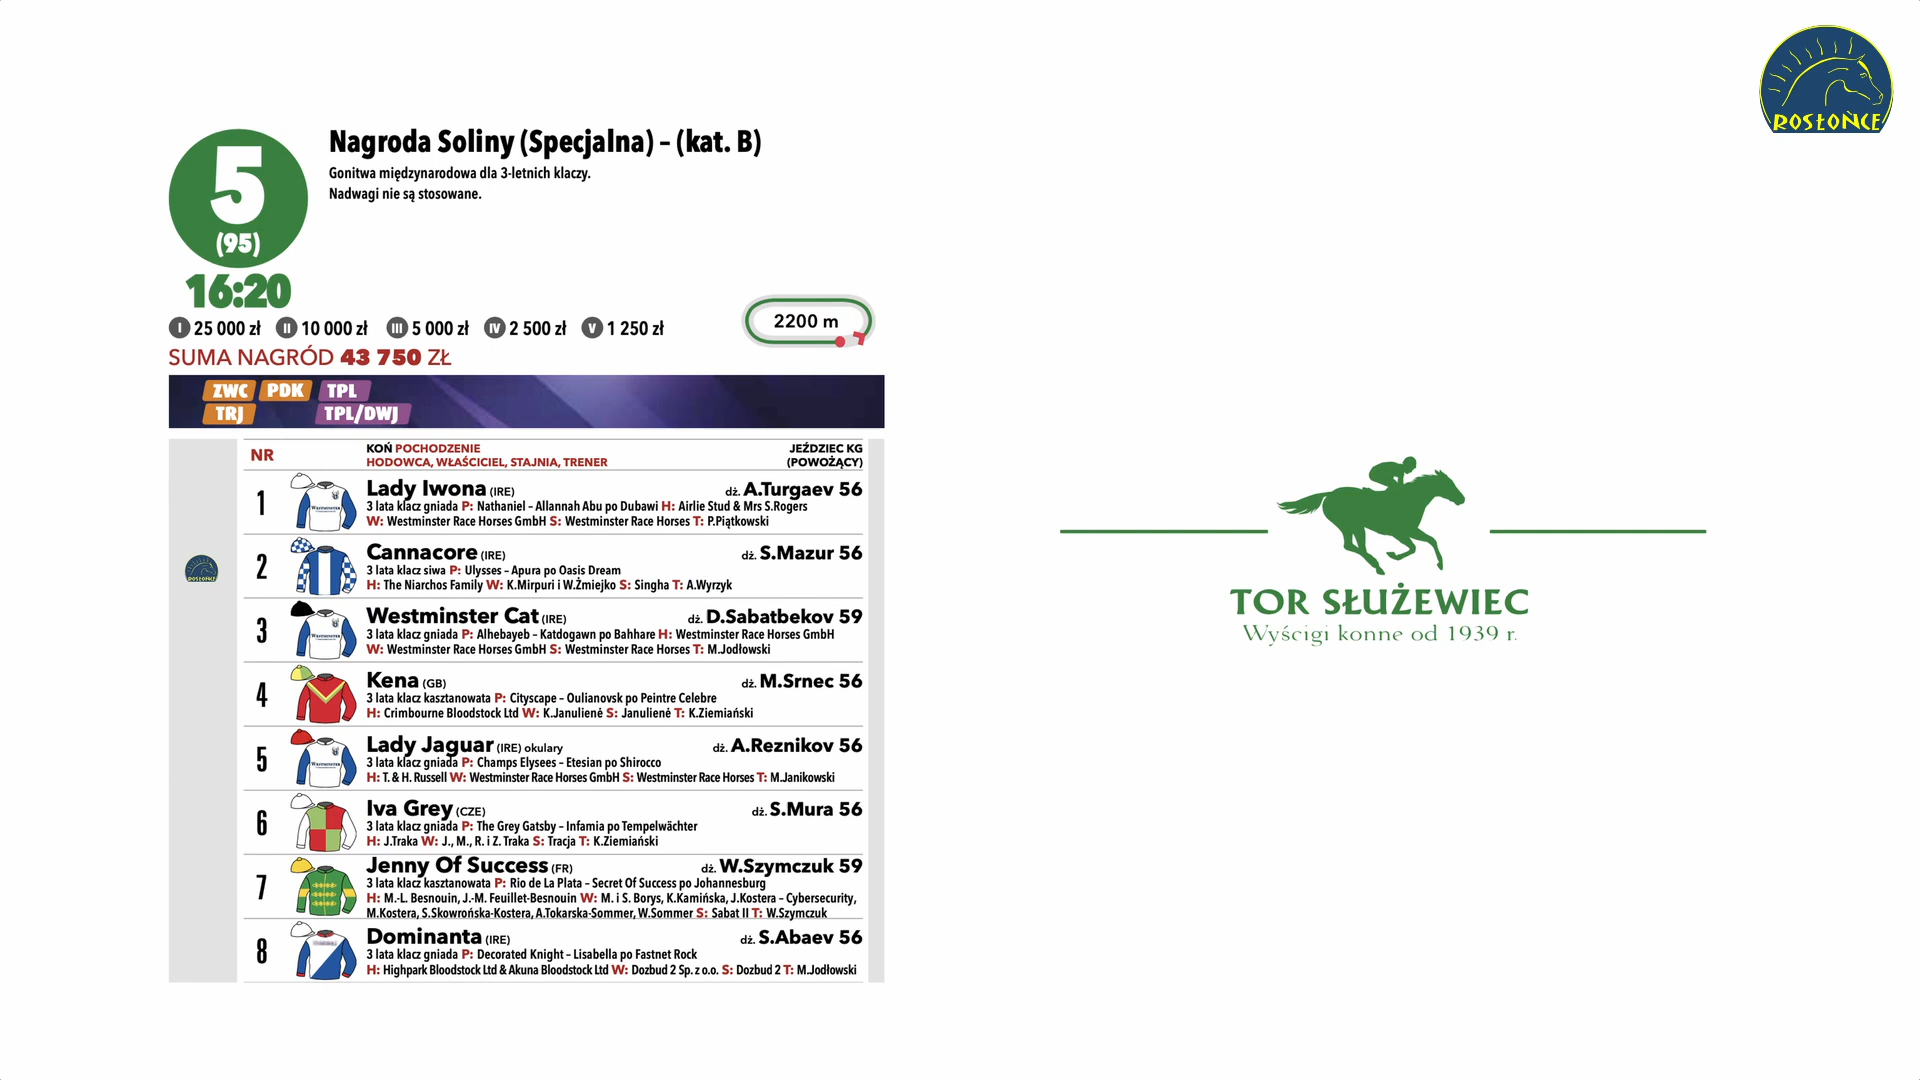 ROSŁOŃCE
5
(95)
16:20
Nagroda Soliny (Specjalna) – (kat. B)
Gonitwa międzynarodowa dla 3-letnich klaczy.
Nadwagi nie są stosowane.
I 25 000 zł II 10 000 zł III 5 000 zł IV 2 500 zł V 1 250 zł
2200 m
SUMA NAGRÓD 43 750 ZŁ
ZWC PDK TPL
TRJ TPL/DWJ
NR
KOŃ POCHODZENIE
HODOWCA, WŁAŚCICIEL, STAJNIA, TRENER
JEŹDZIEC KG
(POWOŻĄCY)
1
Lady Iwona (IRE) dż. A.Turgaev 56
3 lata klacz gniada P: Nathaniel – Allannah Abu po Dubawi H: Airlie Stud & Mrs S.Rogers
W: Westminster Race Horses GmbH S: Westminster Race Horses T: P.Piątkowski
WESTMINSTER
ROSŁOŃCE
2
Cannacore (IRE) dż. S.Mazur 56
3 lata klacz siwa P: Ulysses – Apura po Oasis Dream
H: The Niarchos Family W: K.Mirpuri i W.Żmiejko S: Singha T: A.Wyrzyk
3
Westminster Cat (IRE) dż. D.Sabatbekov 59
3 lata klacz gniada P: Alhebayeb – Katdogawn po Bahhare H: Westminster Race Horses GmbH
W: Westminster Race Horses GmbH S: Westminster Race Horses T: M.Jodłowski
WESTMINSTER
4
Kena (GB) dż. M.Srnec 56
3 lata klacz kasztanowata P: Cityscape – Oulianovsk po Peintre Celebre
H: Crimbourne Bloodstock Ltd W: K.Janulienė S: Janulienė T: K.Ziemiański
5
Lady Jaguar (IRE) okulary dż. A.Reznikov 56
3 lata klacz gniada P: Champs Elysees – Etesian po Shirocco
H: T. & H. Russell W: Westminster Race Horses GmbH S: Westminster Race Horses T: M.Janikowski
WESTMINSTER
6
Iva Grey (CZE) dż. S.Mura 56
3 lata klacz gniada P: The Grey Gatsby – Infamia po Tempelwächter
H: J.Traka W: J., M., R. i Z. Traka S: Tracja T: K.Ziemiański
7
Jenny Of Success (FR) dż. W.Szymczuk 59
3 lata klacz kasztanowata P: Rio de La Plata – Secret Of Success po Johannesburg
H: M.-L. Besnouin, J.-M. Feuillet-Besnouin W: M. i S. Borys, K.Kamińska, J.Kostera – Cybersecurity,
M.Kostera, S.Skowrońska-Kostera, A.Tokarska-Sommer, W.Sommer S: Sabat II T: W.Szymczuk
8
Dominanta (IRE) dż. S.Abaev 56
3 lata klacz gniada P: Decorated Knight – Lisabella po Fastnet Rock
H: Highpark Bloodstock Ltd & Akuna Bloodstock Ltd W: Dozbud 2 Sp. z o.o. S: Dozbud 2 T: M.Jodłowski
TOR SŁUŻEWIEC
Wyścigi konne od 1939 r.